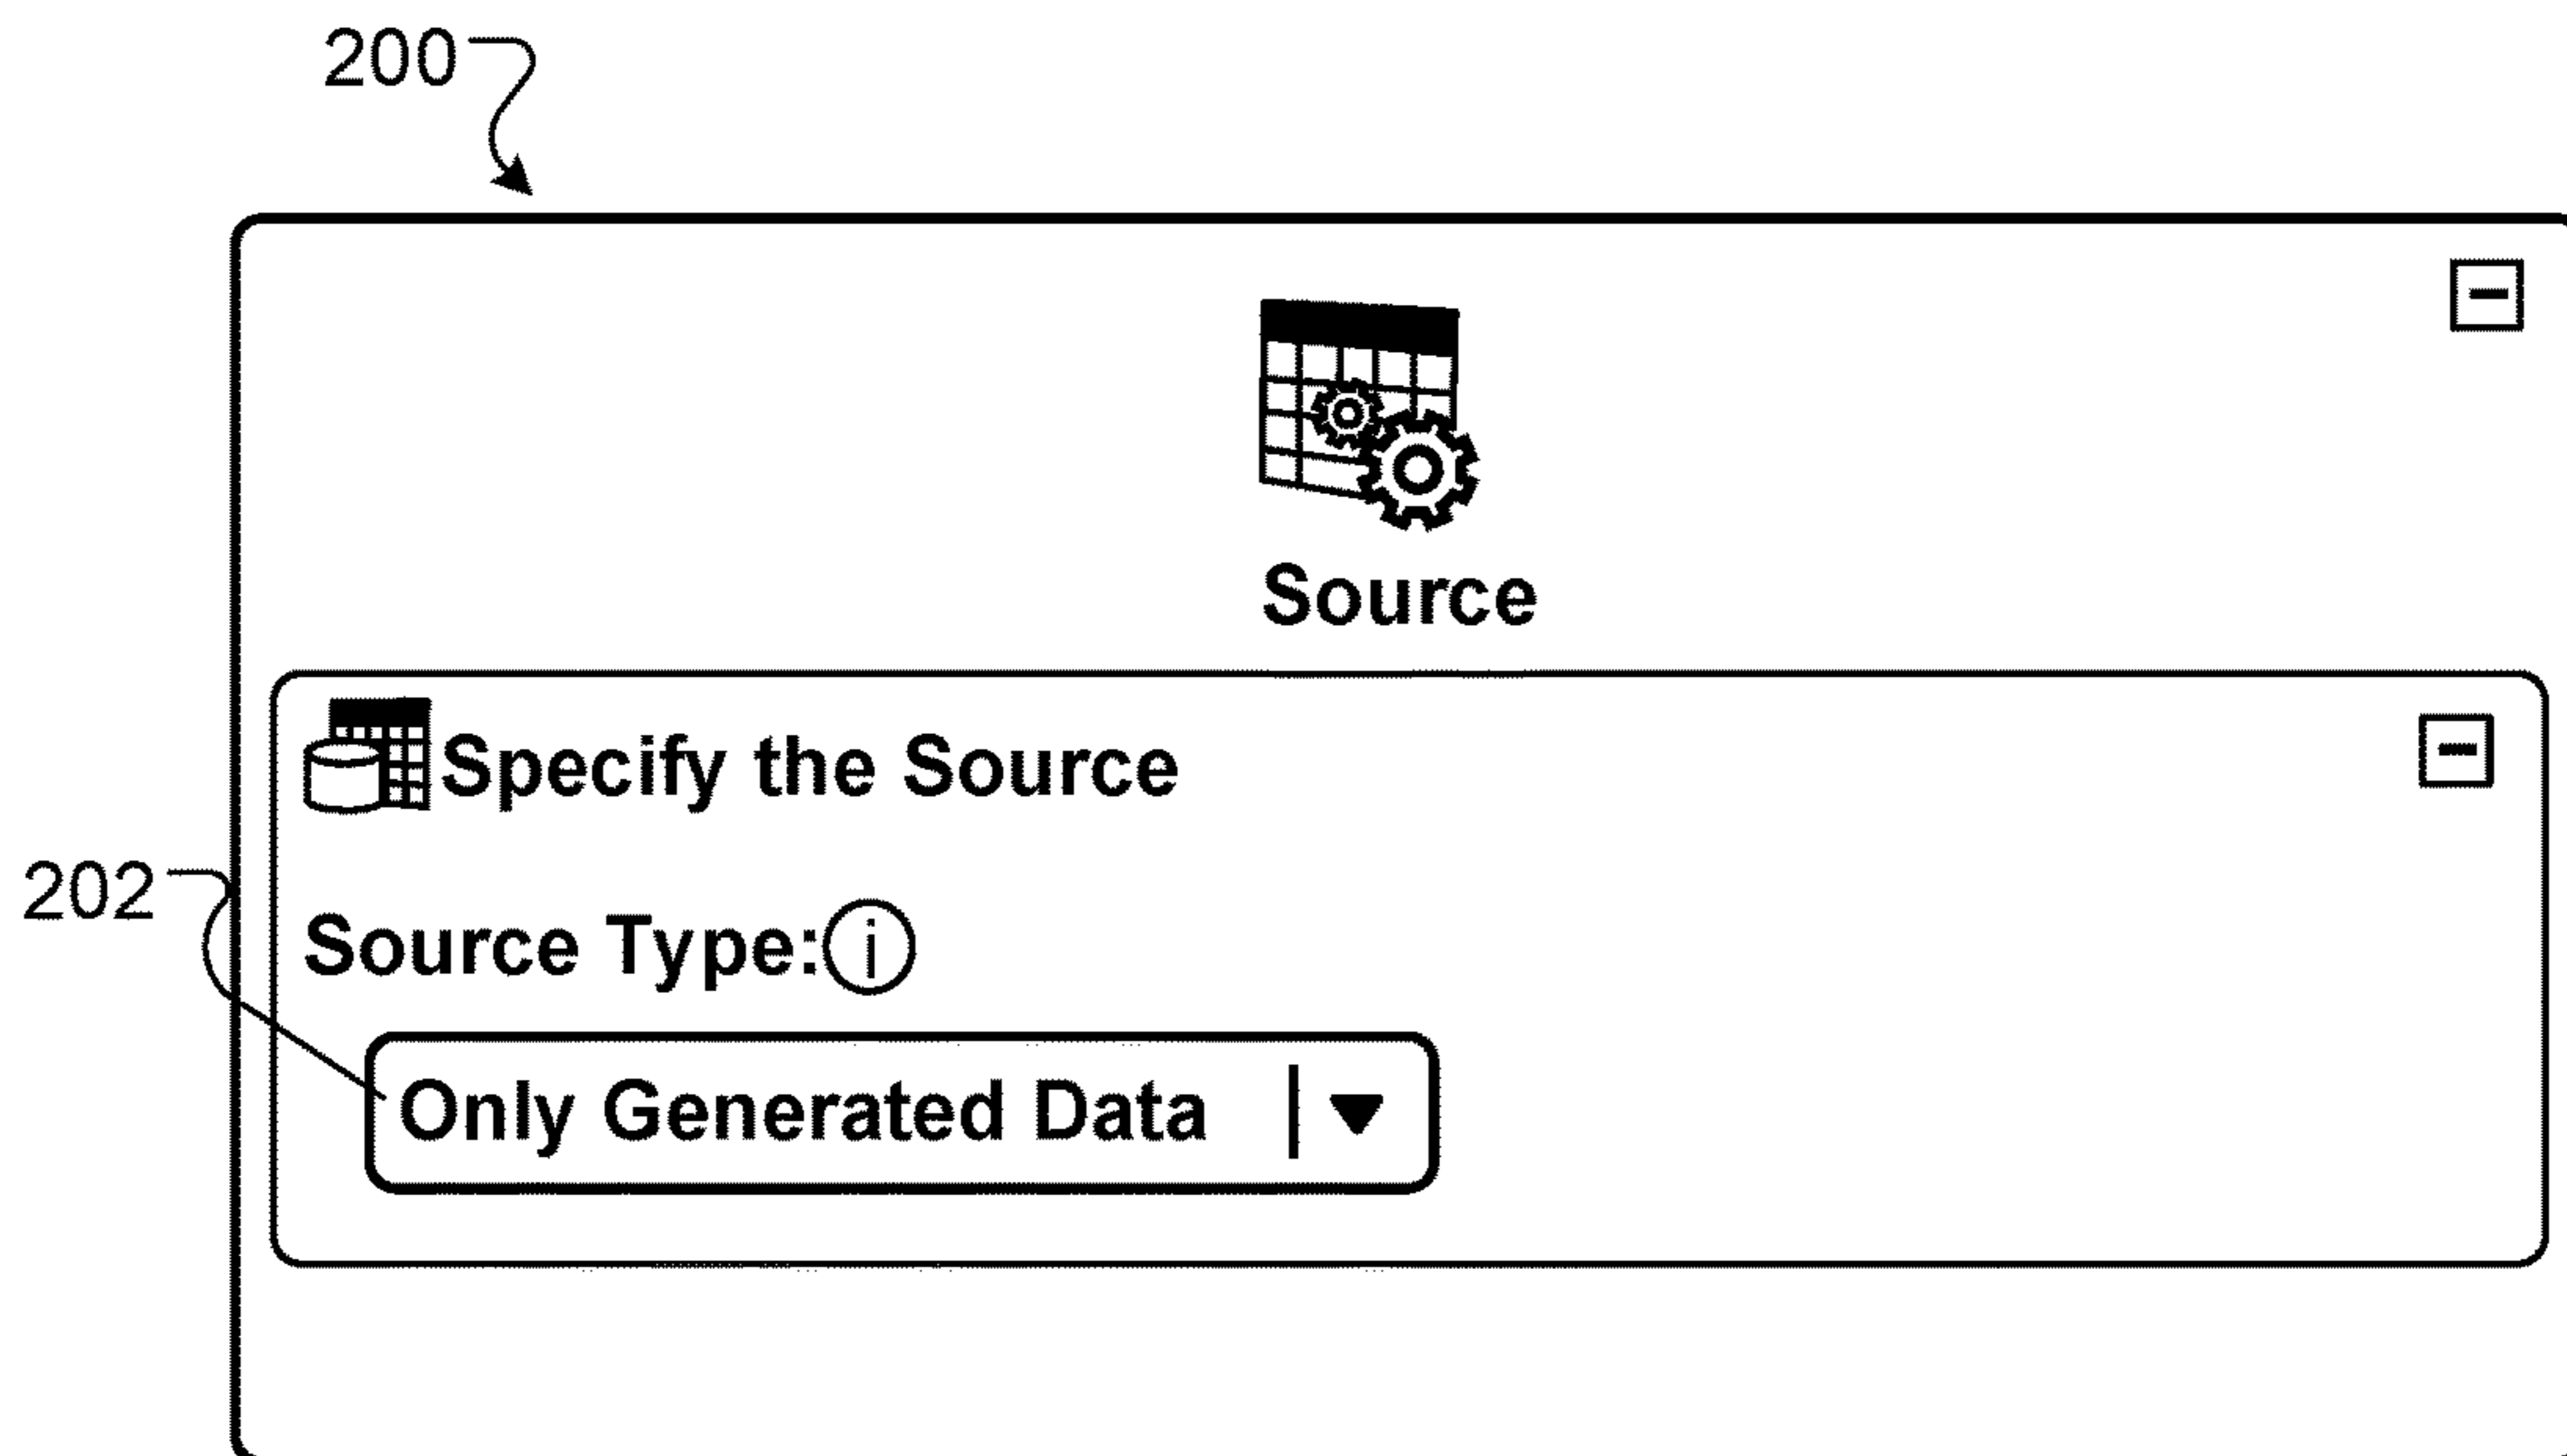 200
Source
Specify the Source
202
Source Type: i
Only Generated Data